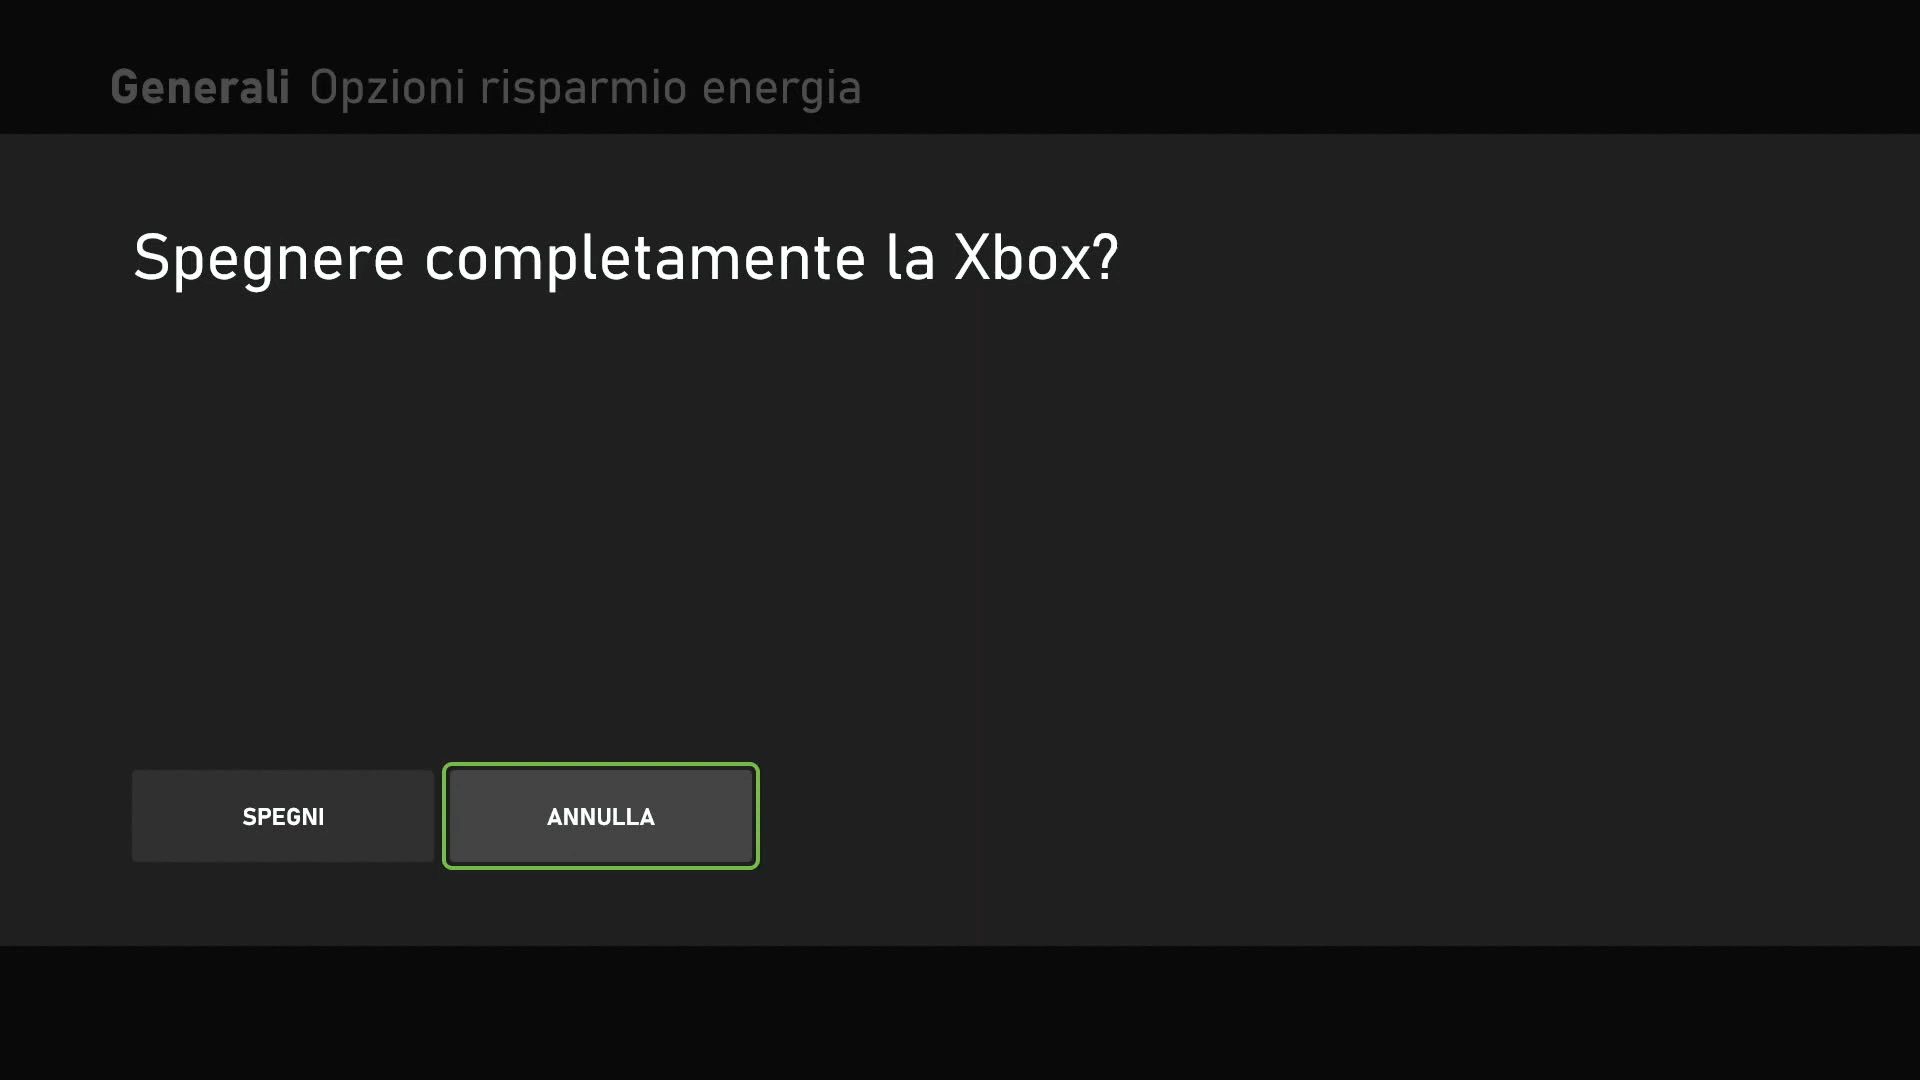 Generali Opzioni risparmio energia
Spegnere completamente la Xbox?
SPEGNI
ANNULLA